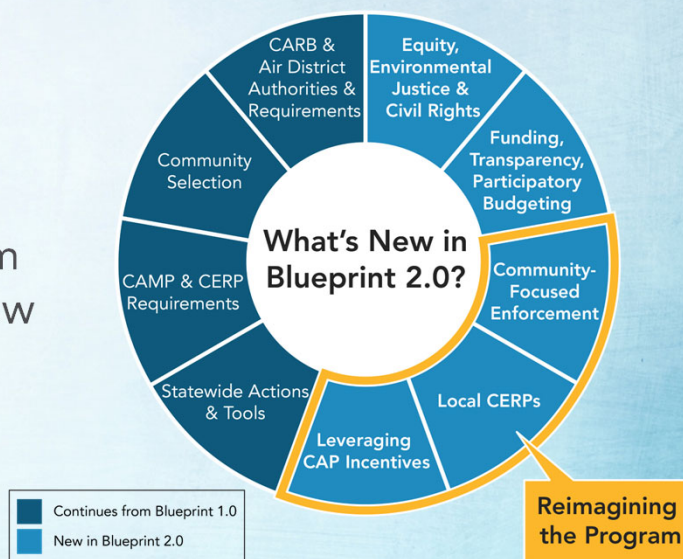 CARB &
Air District
Authorities &
Requirements
Equity,
Environmental
Justice &
Civil Rights
Funding,
Transparency,
Participatory
Budgeting
Community
Selection
What's New in
Blueprint 2.0?
CAMP & CERP
Requirements
Community-
Focused
Enforcement
Statewide Actions
& Tools
Leveraging
CAP Incentives
Local CERPs
Continues from Blueprint 1.0
New in Blueprint 2.0
Reimagining
the Program